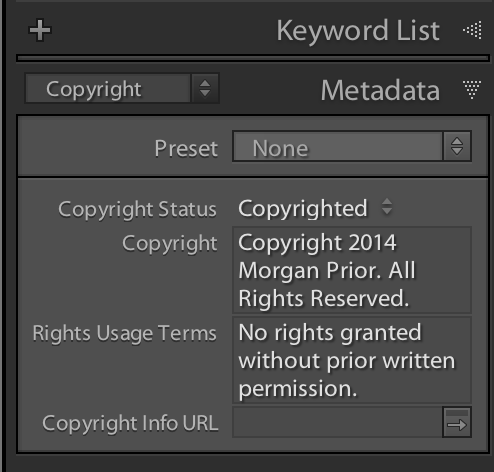 Keyword List
Copyright Metadata
Preset None
Copyright Status Copyrighted
Copyright Copyright 2014
Morgan Prior. All
Rights Reserved.
Rights Usage Terms No rights granted
without prior written
permission.
Copyright Info URL